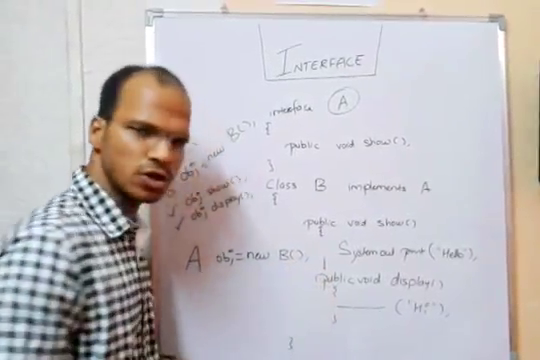 INTERFACE
interface A
{
public void show();
}
Class B implements A
{
public void show()
{
System out print ("Hello");
}
public void display()
{
("Hi");
}
}
obj = new B();
obj show();
obj display();
A obj = new B();